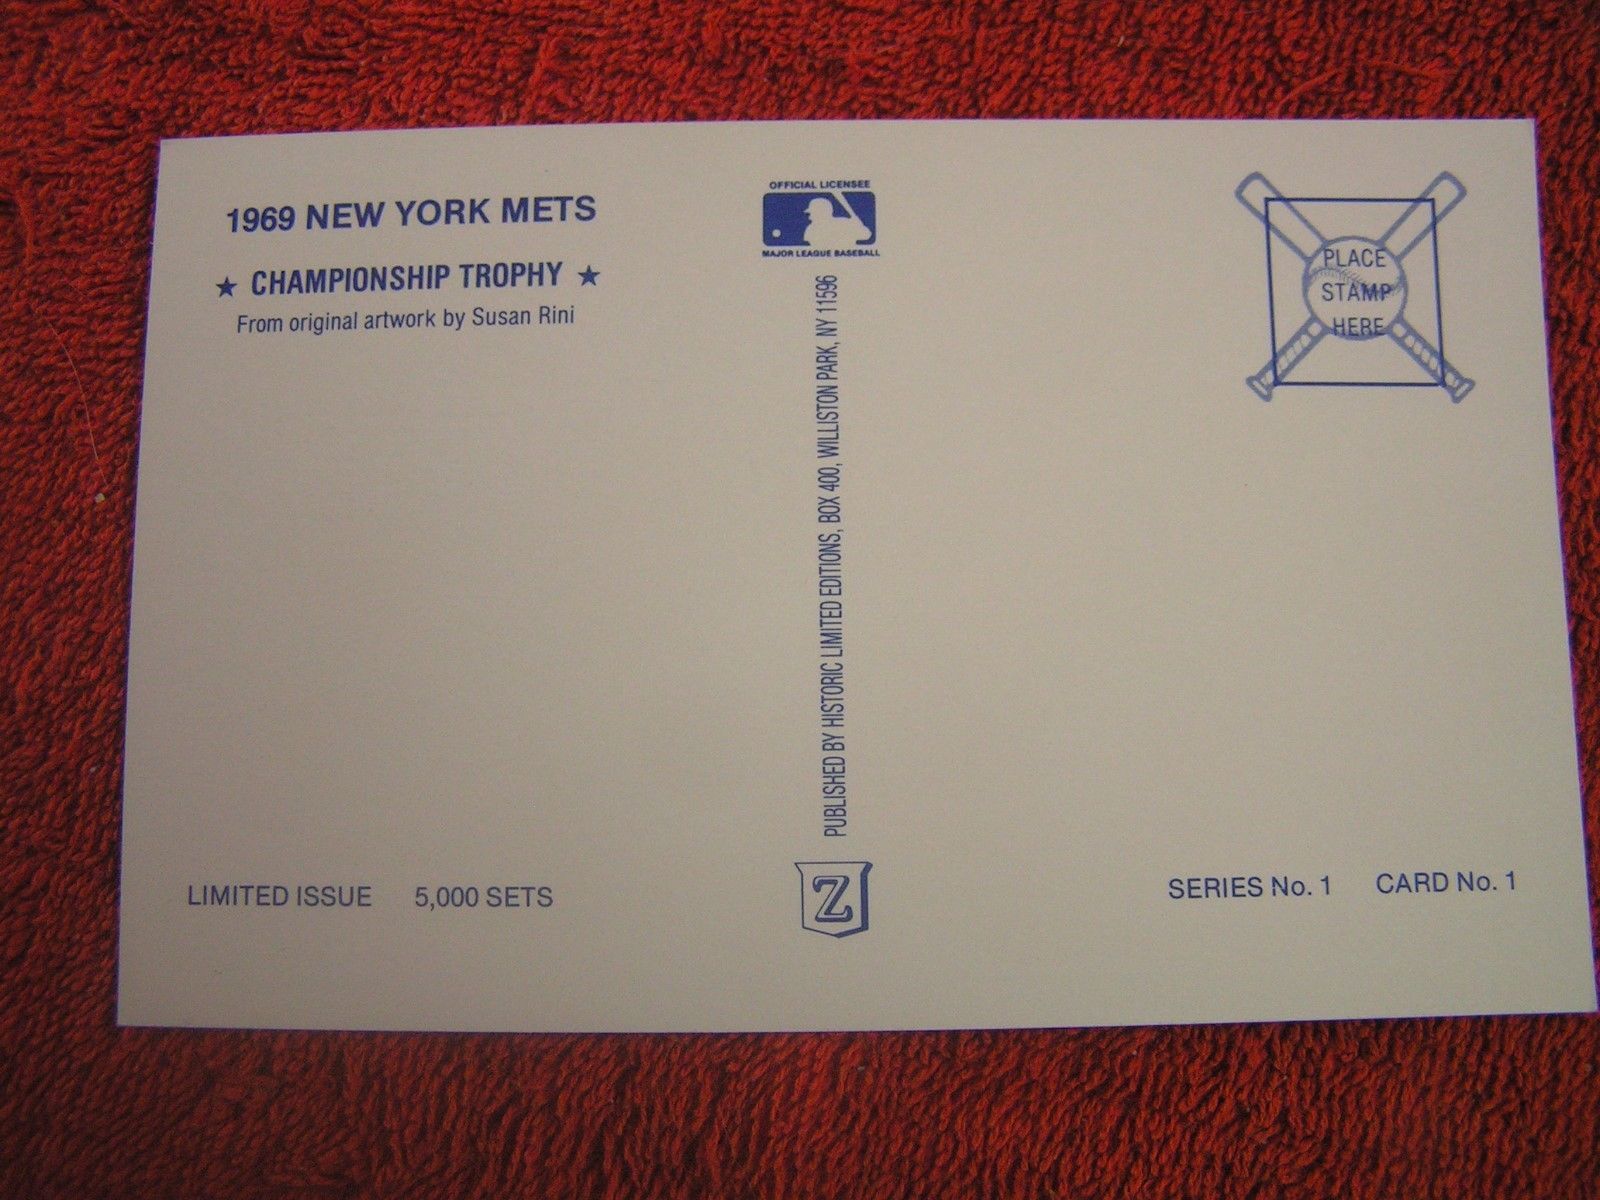 1969 NEW YORK METS
★ CHAMPIONSHIP TROPHY ★
From original artwork by Susan Rini
OFFICIAL LICENSEE
MAJOR LEAGUE BASEBALL
PLACE
STAMP
HERE
PUBLISHED BY HISTORIC LIMITED EDITIONS, BOX 400, WILLISTON PARK, NY 11596
LIMITED ISSUE 5,000 SETS
Z
SERIES No. 1 CARD No. 1